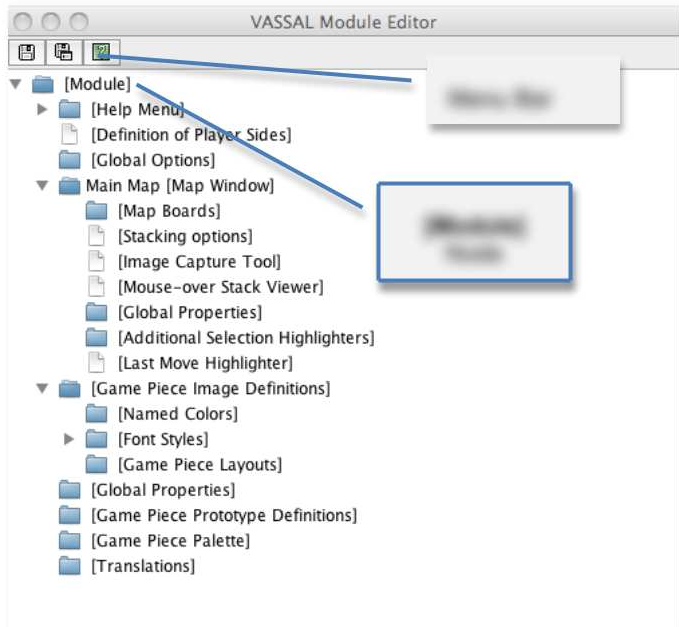 VASSAL Module Editor
[Module]
[Help Menu]
[Definition of Player Sides]
[Global Options]
Main Map [Map Window]
[Map Boards]
[Stacking options]
[Image Capture Tool]
[Mouse-over Stack Viewer]
[Global Properties]
[Additional Selection Highlighters]
[Last Move Highlighter]
[Game Piece Image Definitions]
[Named Colors]
[Font Styles]
[Game Piece Layouts]
[Global Properties]
[Game Piece Prototype Definitions]
[Game Piece Palette]
[Translations]